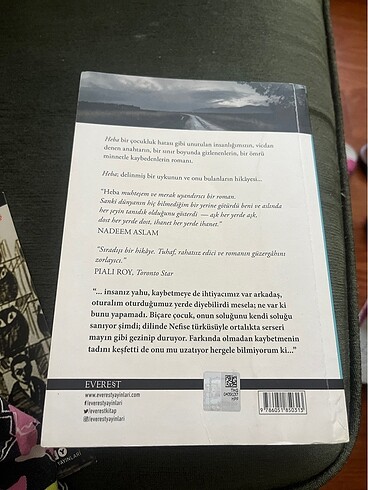 Heba bir çocukluk hatası gibi unutulan insanlığımızın, vicdan
denen anahtarın, bir sınır boyunda gizlenenlerin, bir ömrü
minnetle kaybedenlerin romanı.
Heba; delinmiş bir uykunun ve onu bulanların hikâyesi...
"Heba muhteşem ve merak uyandırıcı bir roman.
Sanki dünyanın hiç bilmediğim bir yerine götürdü beni ve aslında
her şeyin tanıdık olduğunu gösterdi — aşk her yerde aşk,
dost her yerde dost, ihanet her yerde ihanet."
NADEEM ASLAM
"Sıradışı bir hikâye. Tuhaf, rahatsız edici ve romanın güzergâhını
zorlayıcı."
PIALI ROY, Toronto Star
"... insanız yahu, kaybetmeye de ihtiyacımız var arkadaş,
oturalım oturduğumuz yerde diyebilirdi mesela; ne var ki
bunu yapamadı. Biçare çocuk, onun soluğunu kendi soluğu
sanıyor şimdi; dilinde Nefise türküsüyle ortalıkta serseri
mayın gibi gezinip duruyor. Farkında olmadan kaybetmenin
tadını keşfetti de onu mu uzatıyor hergele bilmiyorum ki..."
EVEREST
www.everestyayinlari.com
/everestyayinlari
/everestkitap
/everestyayinlari
9 786051 850313
YAYINLARI